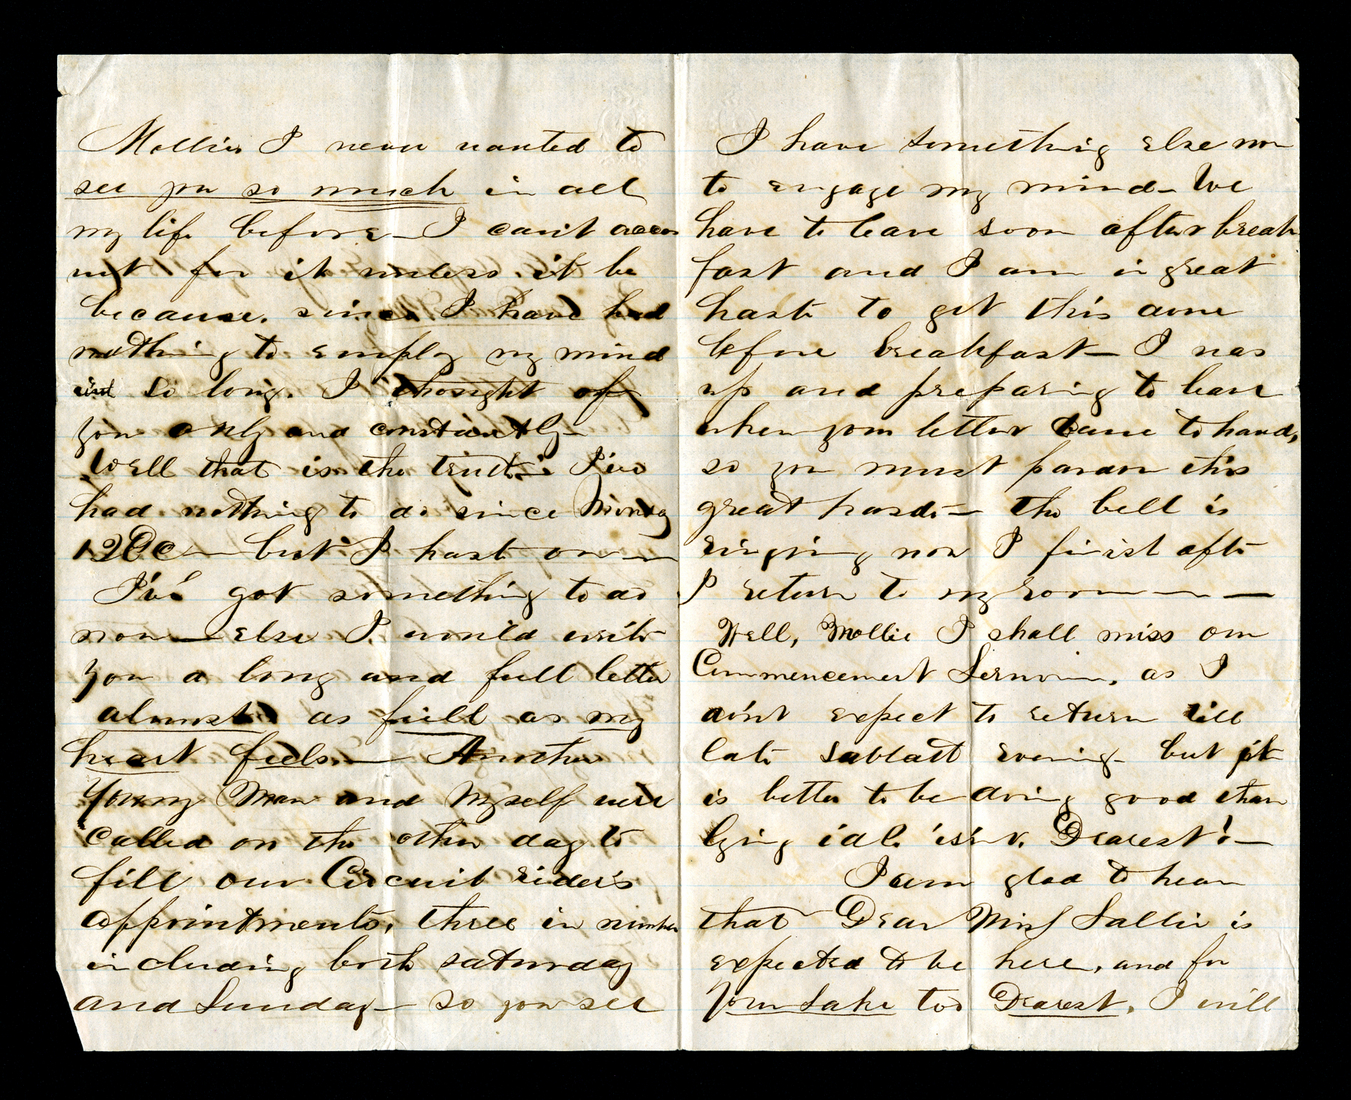 Mollie I never wanted to
see you so much in all
my life before — I can't accou
nt for it unless it be
because, since I have had
nothing to employ my mind
so long. I thought of
you only and constantly —
Well that is the truth: I've
had nothing to do since Monday
12 Oc — but I hast on —
I've got something to do
now — else I would write
you a long and full letter
almost as full as my
heart feels — Another
Young Man and Myself were
called on the other day to
fill our Circuit rider's
appointments, three in number
including both saturday
and Sunday — so you see
I have something else now
to engage my mind — We
have to leave soon after break
fast and I am in great
haste to get this done
before breakfast — I was
up and preparing to leave
when your letter came to hand,
so you must pardon this
great haste — the bell is
ringing now I finish after
I return to my room — — —
Well, Mollie I shall miss our
Commencement Sermon, as I
don't expect to return till
late Sabbath evening — but it
is better to be doing good than
lying idle isn't, Dearest! —
I am glad to hear
that Dear Miss Sallie is
expected to be here, and for
your sake too Dearest, I will